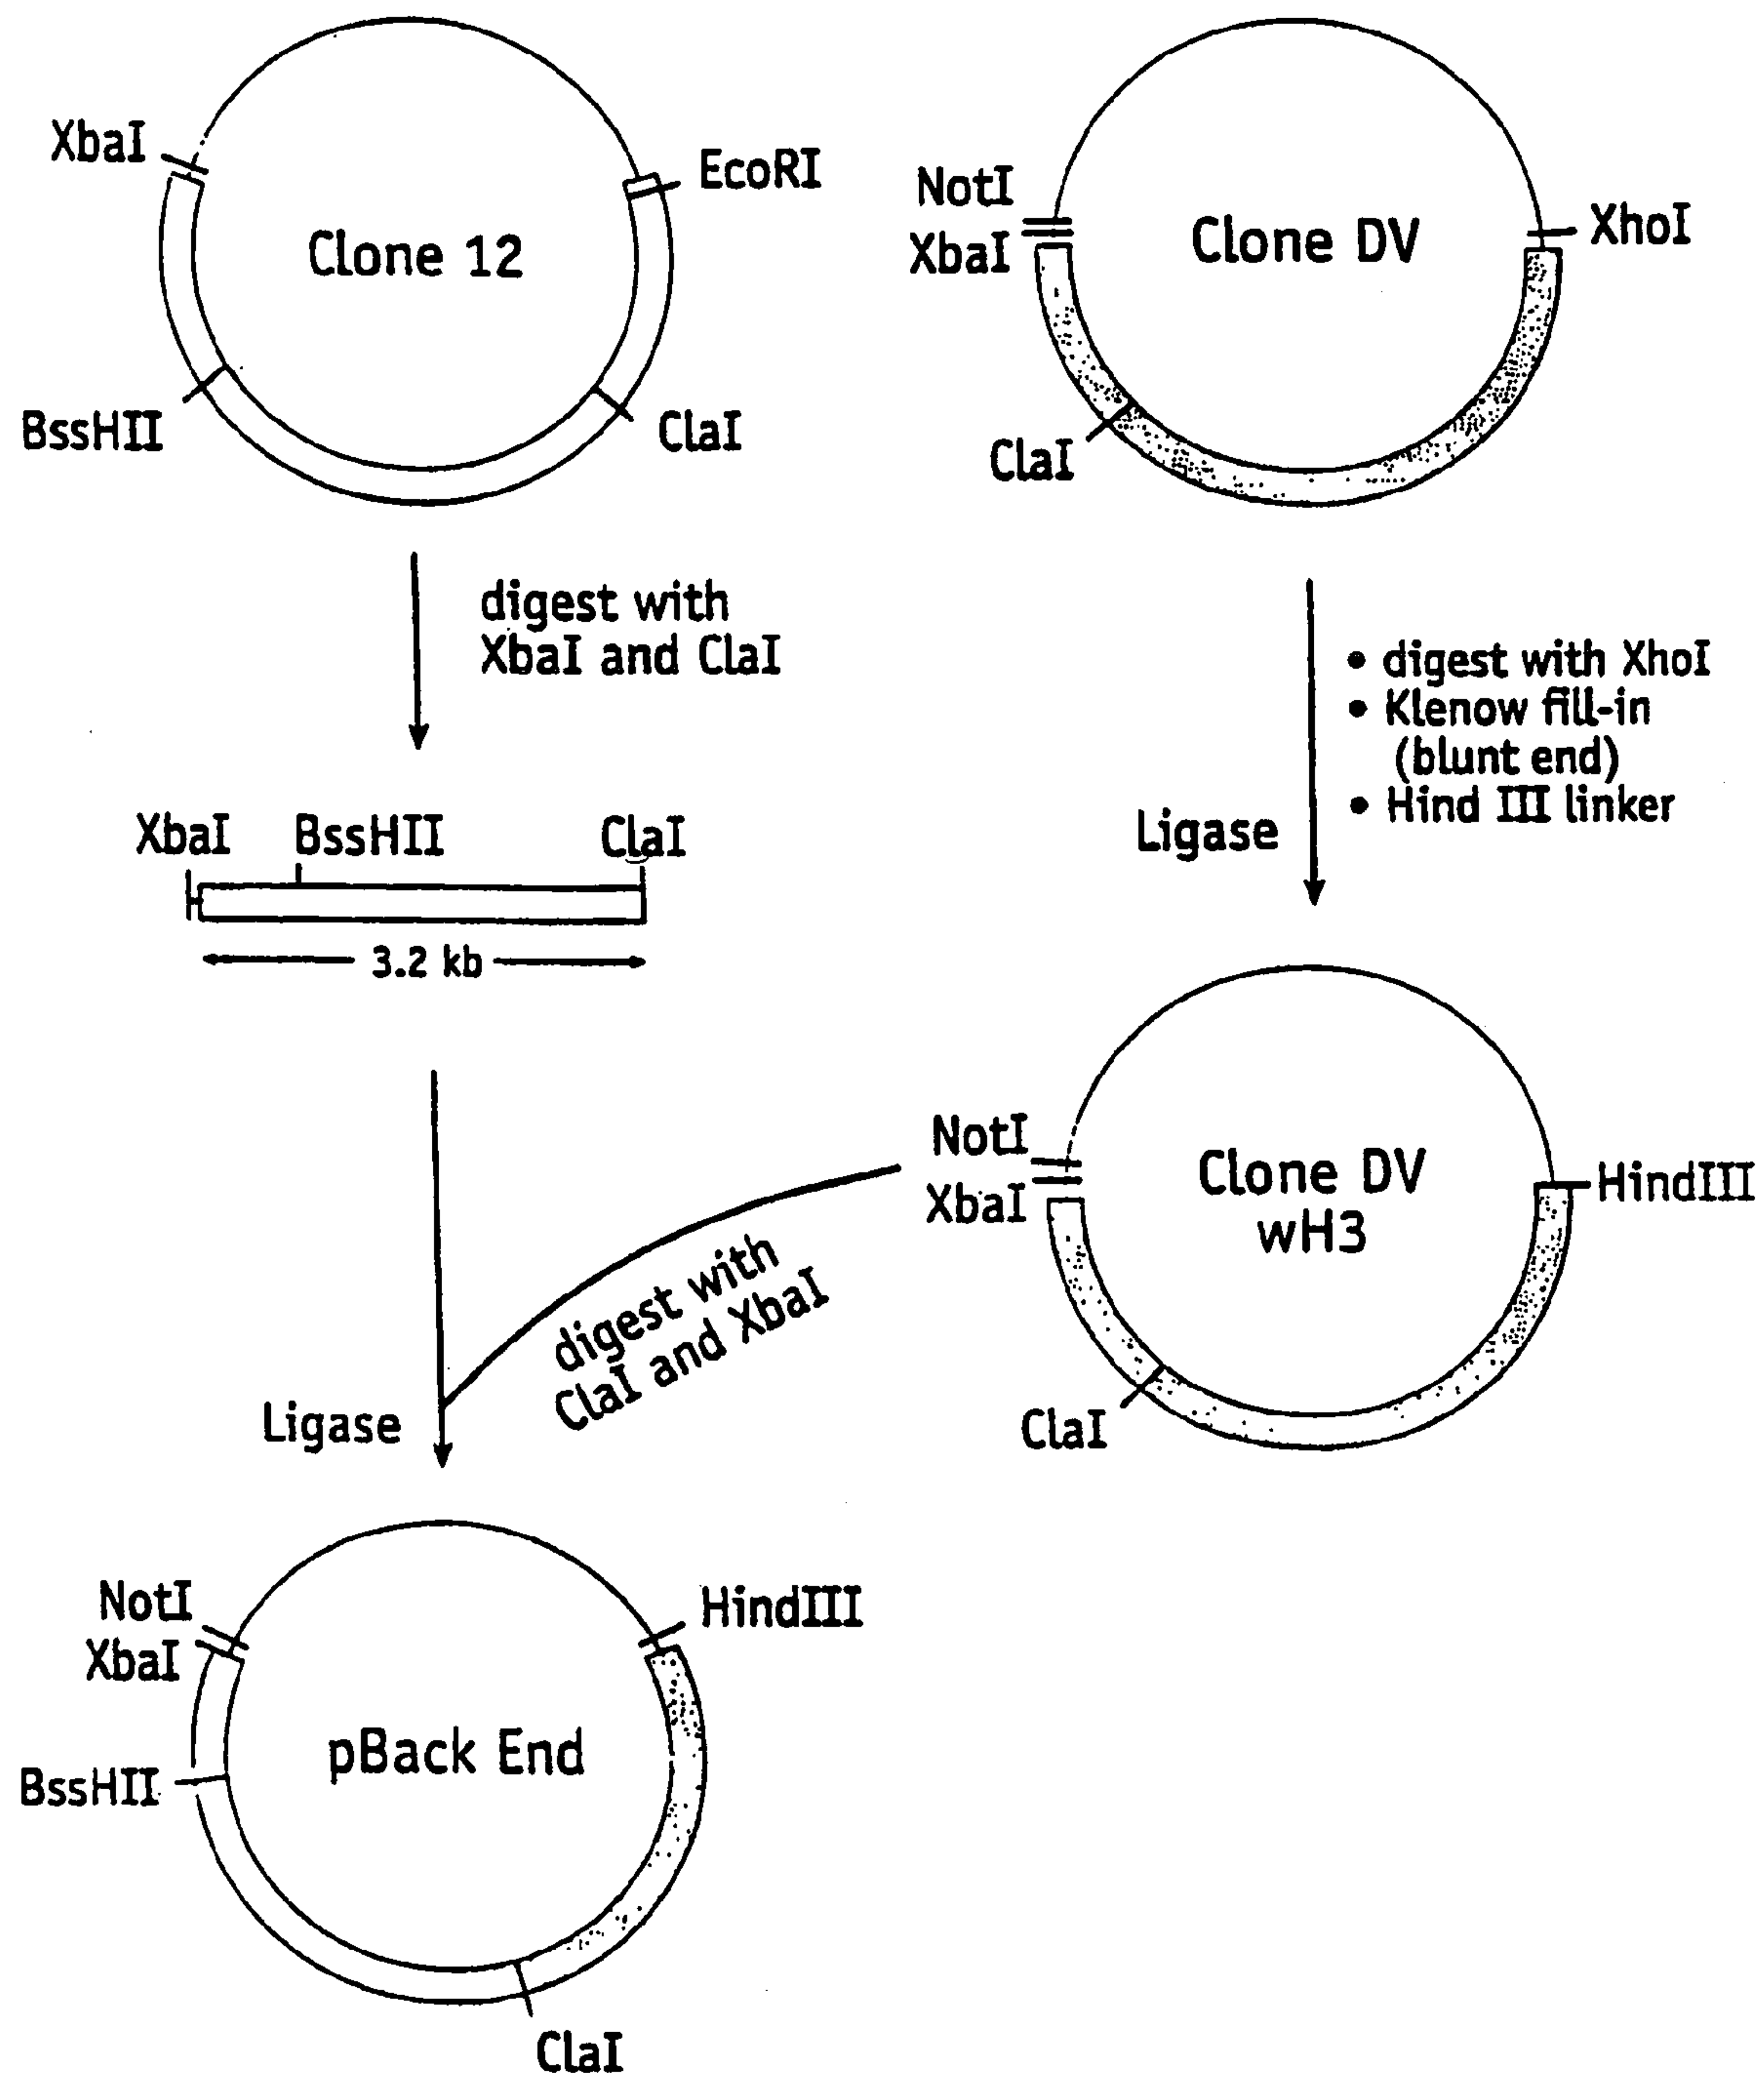 XbaI
EcoRI
Clone 12
BssHII
ClaI
NotI
XbaI
Clone DV
XhoI
ClaI
digest with
XbaI and ClaI
• digest with XhoI
• Klenow fill-in
(blunt end)
• Hind III linker
Ligase
XbaI
BssHII
ClaI
3.2 kb
NotI
XbaI
Clone DV
wH3
HindIII
ClaI
digest with
ClaI and XbaI
Ligase
NotI
XbaI
HindIII
pBack End
BssHII
ClaI